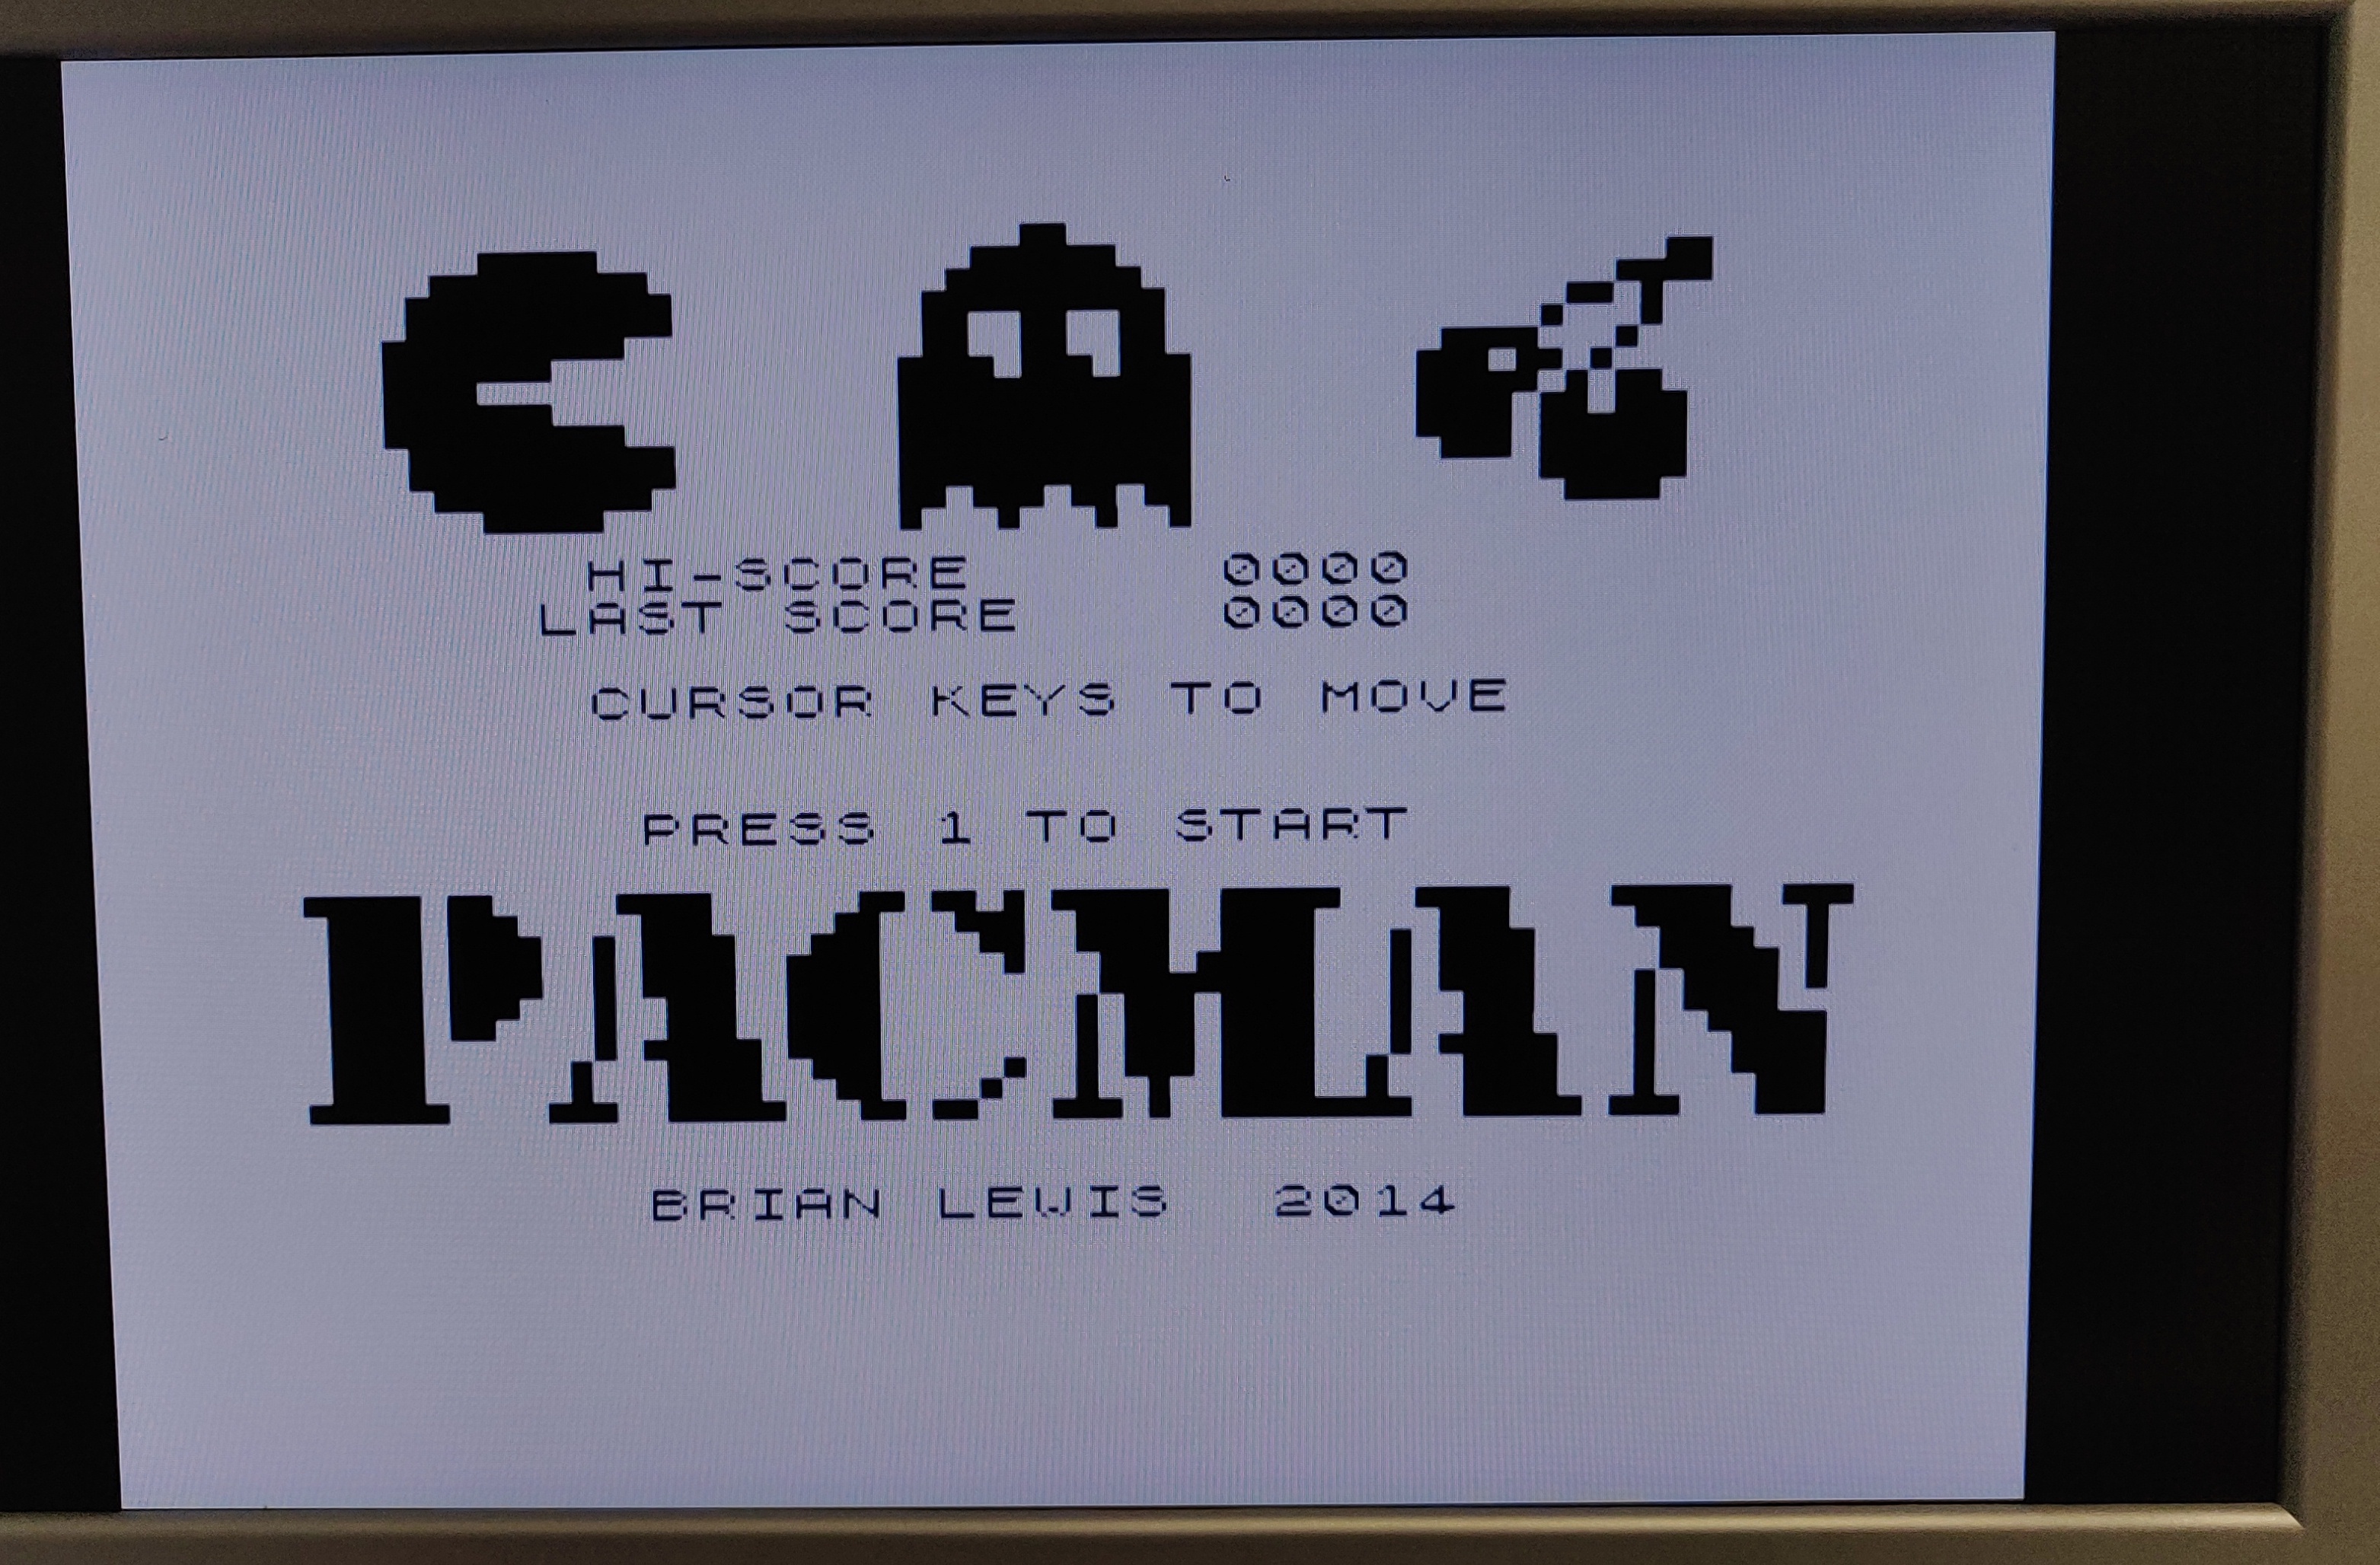 HI-SCORE 0000
LAST SCORE 0000
CURSOR KEYS TO MOVE
PRESS 1 TO START
PACMAN
BRIAN LEWIS 2014